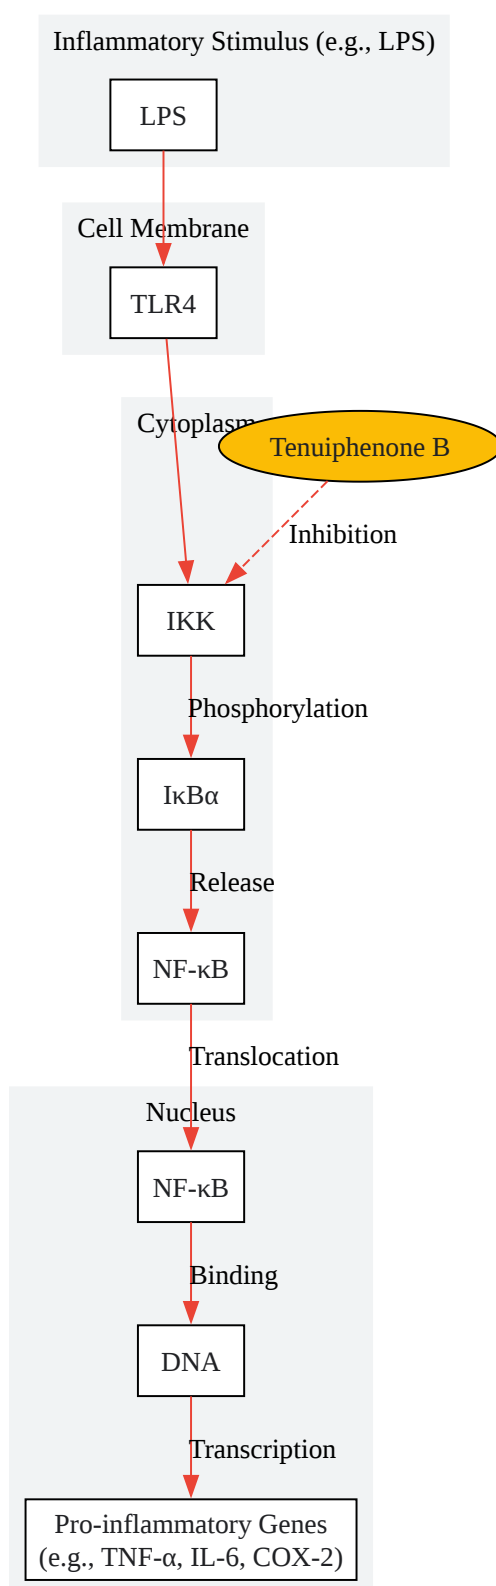 Inflammatory Stimulus (e.g., LPS)
LPS
Cell Membrane
TLR4
Cytoplasm
Tenuiphenone B
Inhibition
IKK
Phosphorylation
IκBα
Release
NF-κB
Translocation
Nucleus
NF-κB
Binding
DNA
Transcription
Pro-inflammatory Genes
(e.g., TNF-α, IL-6, COX-2)